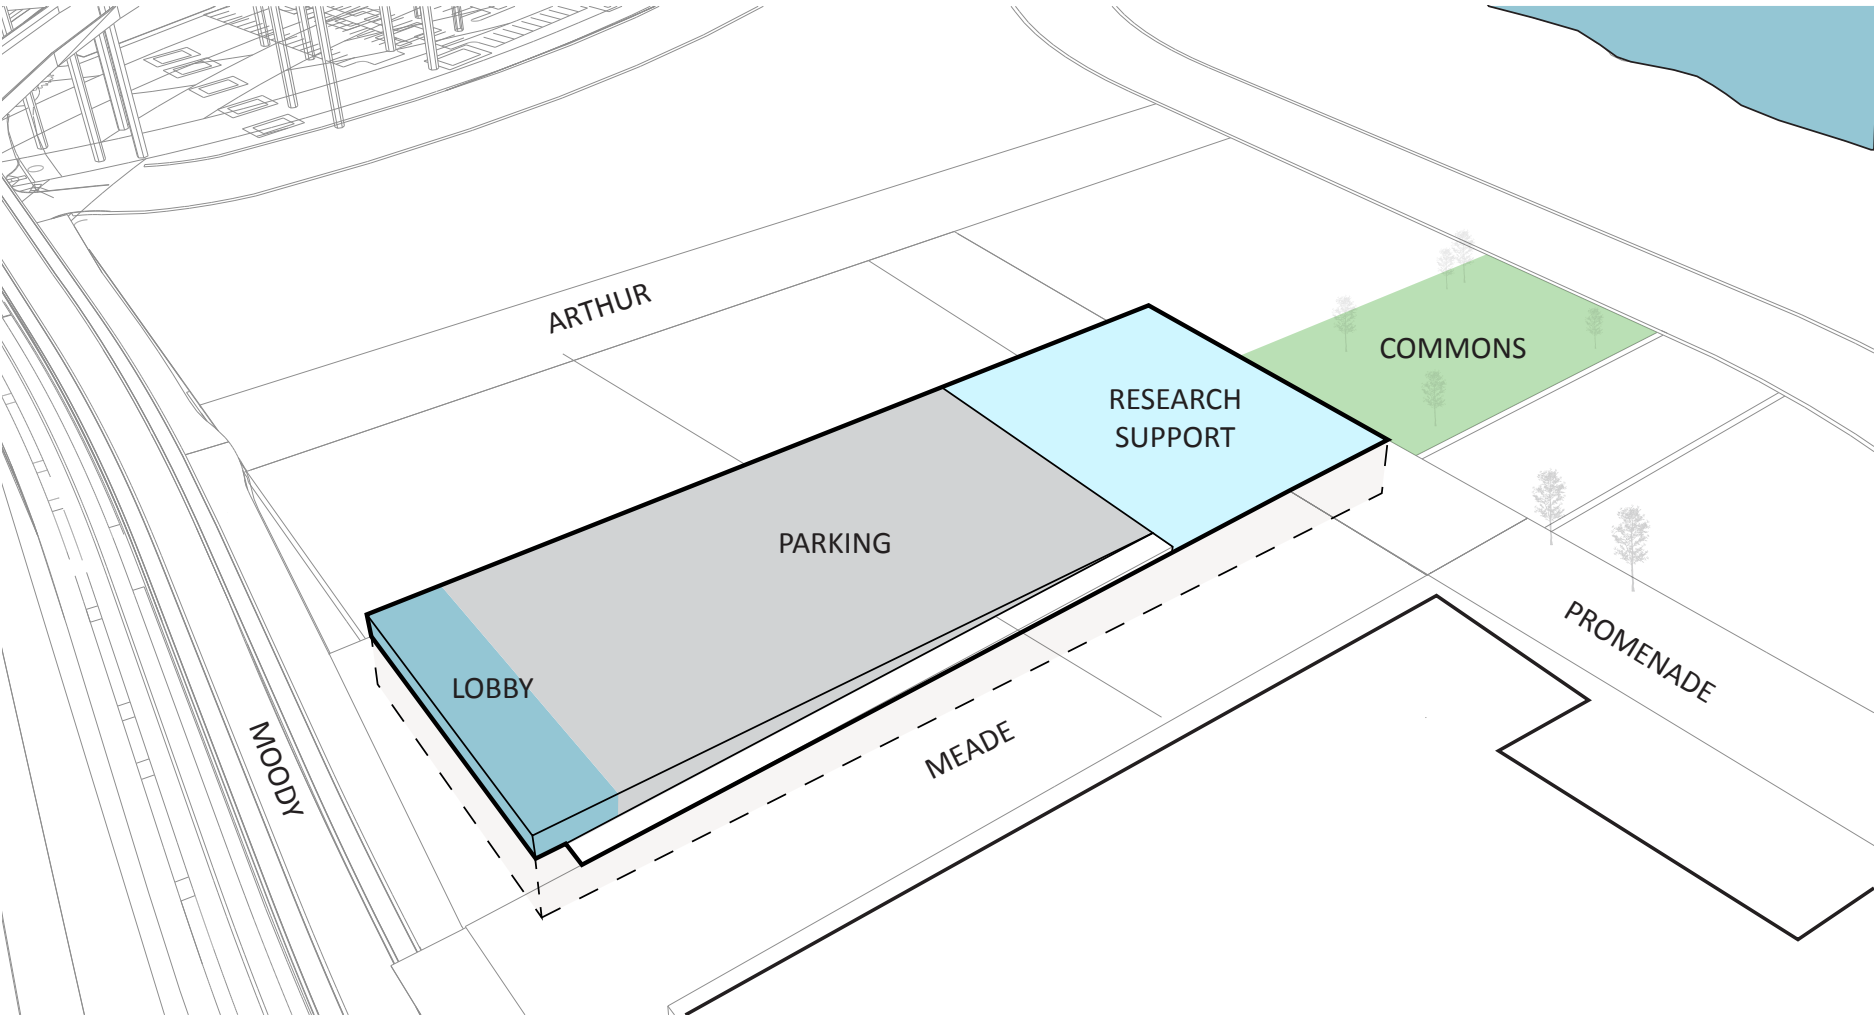 ARTHUR
COMMONS
RESEARCH
SUPPORT
PARKING
PROMENADE
LOBBY
MEADE
MOODY